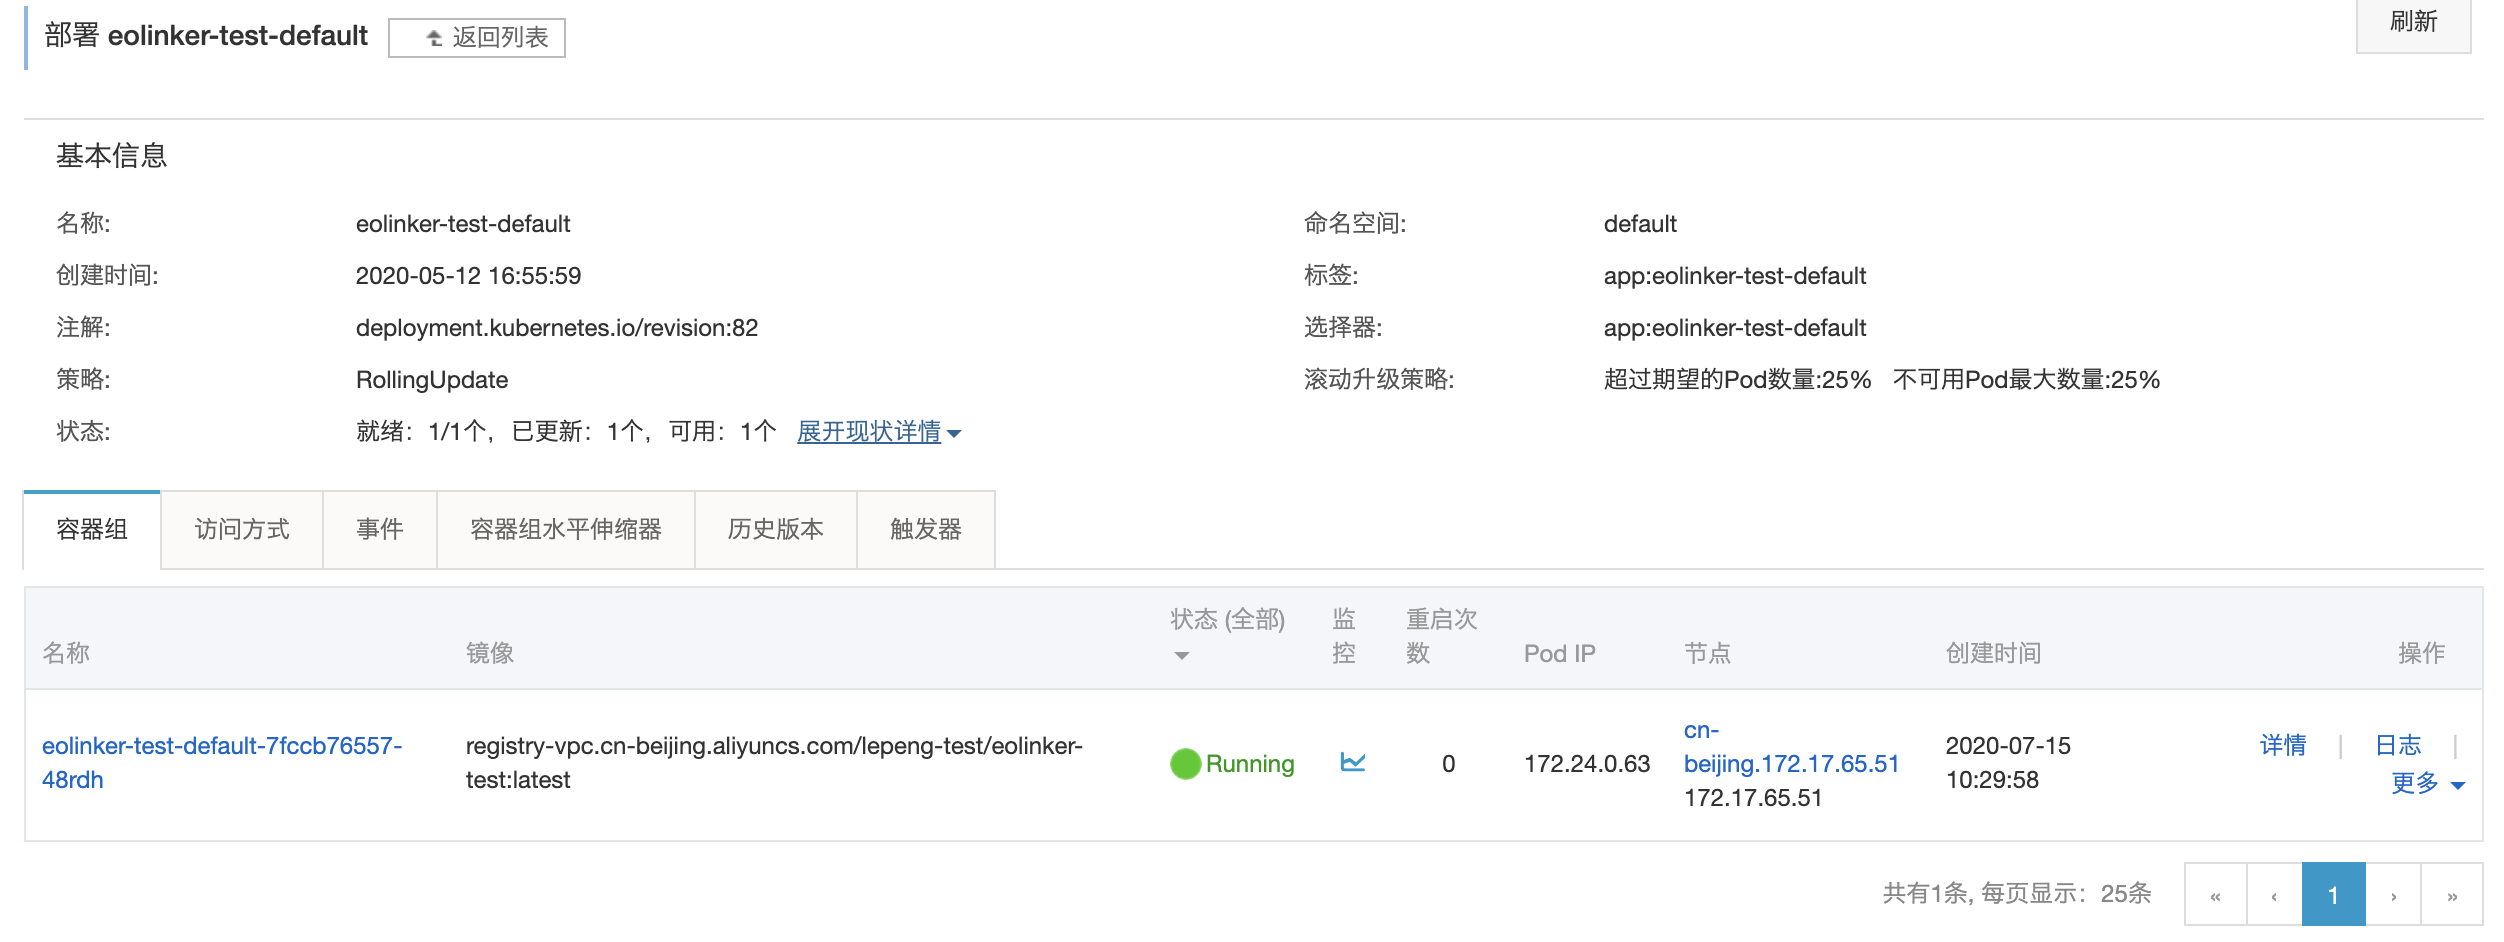 部署 eolinker-test-default 返回列表 刷新
基本信息
名称: eolinker-test-default 命名空间: default
创建时间: 2020-05-12 16:55:59 标签: app:eolinker-test-default
注解: deployment.kubernetes.io/revision:82 选择器: app:eolinker-test-default
策略: RollingUpdate 滚动升级策略: 超过期望的Pod数量:25% 不可用Pod最大数量:25%
状态: 就绪：1/1个，已更新：1个，可用：1个 展开现状详情
容器组 访问方式 事件 容器组水平伸缩器 历史版本 触发器
名称 镜像 状态 (全部) 监控 重启次数 Pod IP 节点 创建时间 操作
eolinker-test-default-7fccb76557-
48rdh
registry-vpc.cn-beijing.aliyuncs.com/lepeng-test/eolinker-
test:latest
Running
0
172.24.0.63
cn-
beijing.172.17.65.51
172.17.65.51
2020-07-15
10:29:58
详情 | 日志 |
更多
共有1条, 每页显示：25条 « ‹ 1 › »